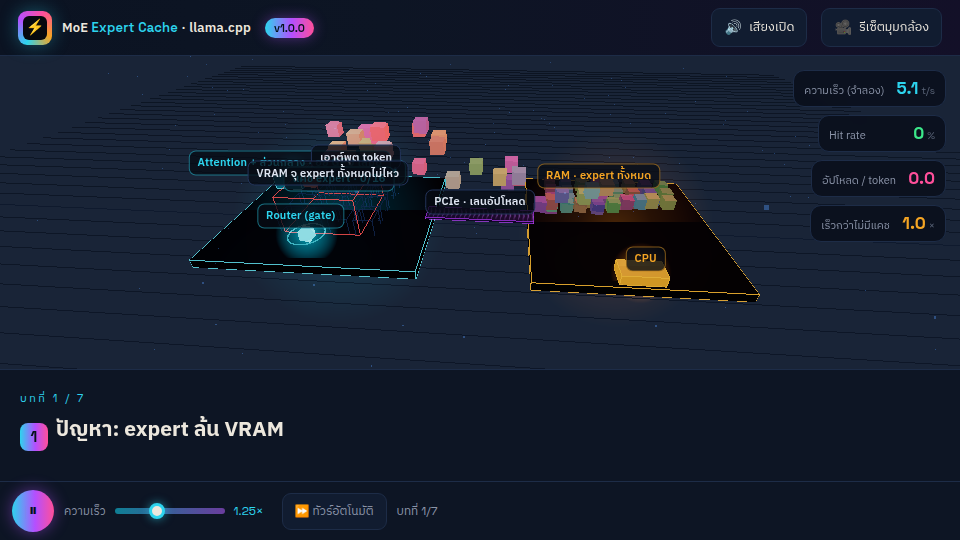 MoE Expert Cache · llama.cpp v1.0.0
เสียงเปิด
รีเซ็ตมุมกล้อง
ความเร็ว (จำลอง) 5.1 t/s
Hit rate 0 %
อัปโหลด / token 0.0
เร็วกว่าไม่มีแคช 1.0 ×
Attention
เอาต์พุต token
VRAM จุ expert ทั้งหมดไม่ไหว
Router (gate)
PCIe · เลนอัปโหลด
RAM · expert ทั้งหมด
CPU
บทที่ 1 / 7
1 ปัญหา: expert ล้น VRAM
ความเร็ว 1.25×
ทัวร์อัตโนมัติ
บทที่ 1/7